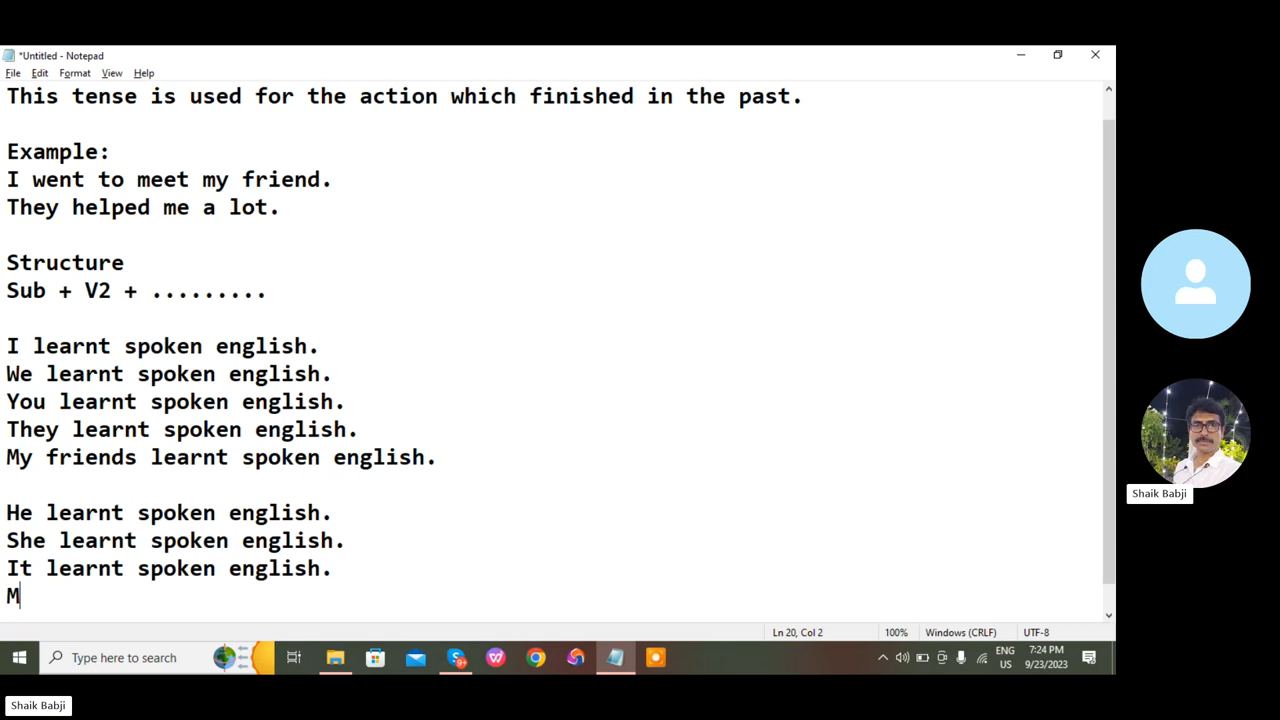 *Untitled - Notepad
File Edit Format View Help
This tense is used for the action which finished in the past.
Example:
I went to meet my friend.
They helped me a lot.
Structure
Sub + V2 + .........
I learnt spoken english.
We learnt spoken english.
You learnt spoken english.
They learnt spoken english.
My friends learnt spoken english.
He learnt spoken english.
She learnt spoken english.
It learnt spoken english.
M
Ln 20, Col 2
100%
Windows (CRLF)
UTF-8
Type here to search
9+
ENG
US
7:24 PM
9/23/2023
Shaik Babji
Shaik Babji